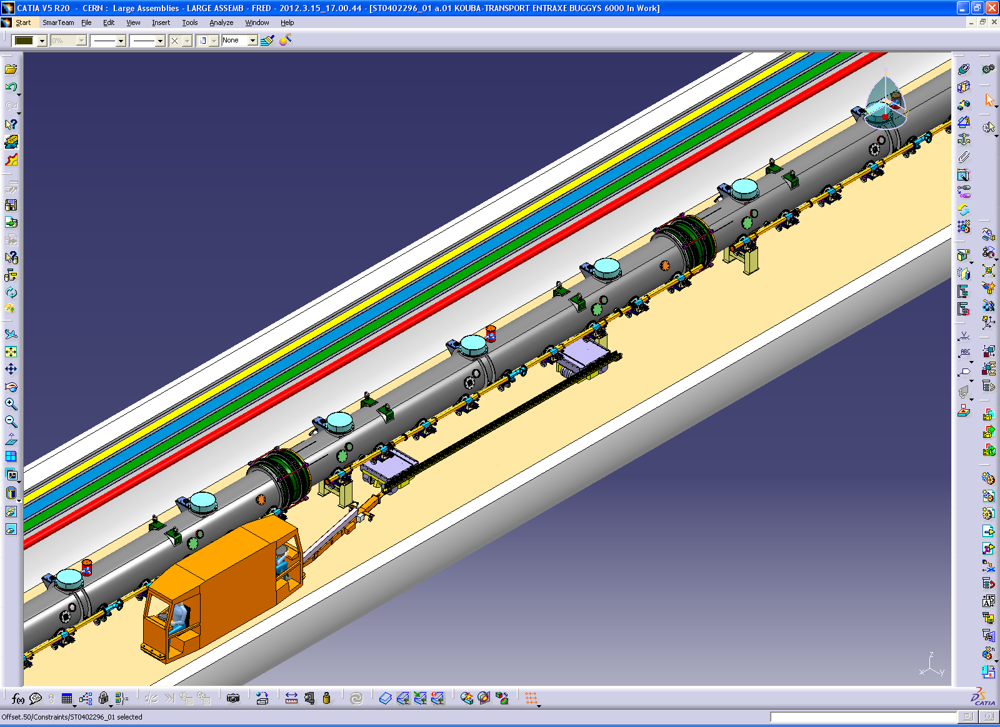 CATIA V5 R20 - CERN : Large Assemblies - LARGE ASSEMB - FRED - 2012.3.15_17.00.44 - [ST0402296_01 a.01 KOUBA-TRANSPORT ENTRAXE BUGGYS 6000 In Work]
Start SmarTeam File Edit View Insert Tools Analyze Window Help
0% None
ABC
z
x y
f(x)
CATIA
Offset.50/Constraints/ST0402296_01 selected